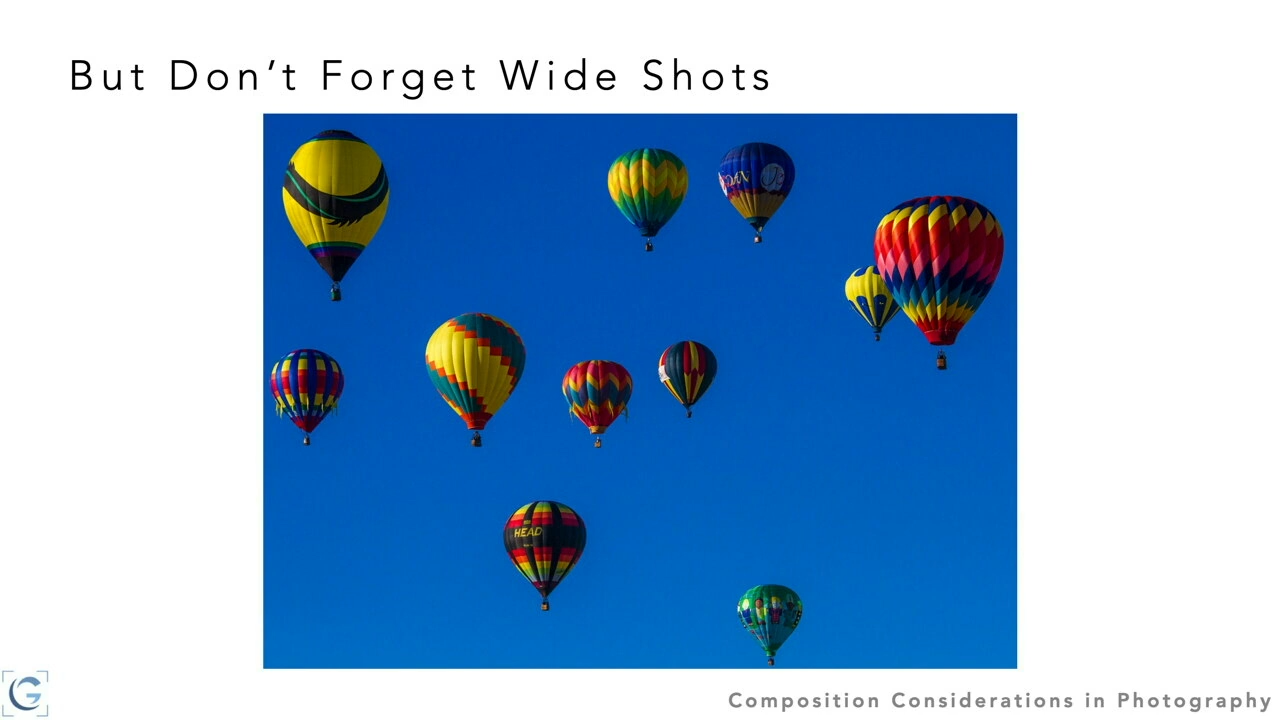 But Don’t Forget Wide Shots
HEAD
G
Composition Considerations in Photography